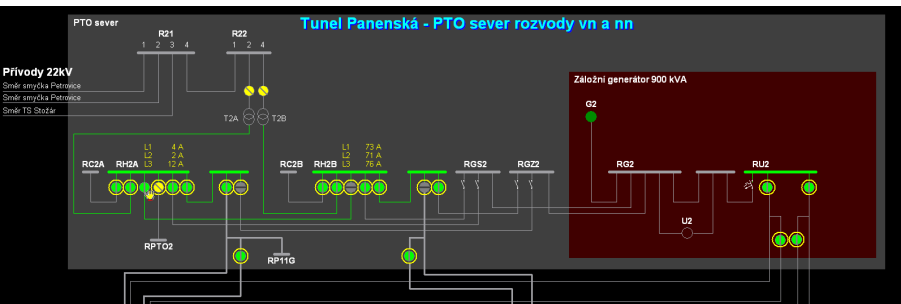 PTO sever
Tunel Panenská - PTO sever rozvody vn a nn
R21
R22
1 2 3 4
1 2 4
Přívody 22kV
Směr smyčka Petrovice
Směr smyčka Petrovice
Směr TS Stožár
Záložní generátor 900 kVA
G2
T2A
T2B
L1 4 A
L2 2 A
L3 12 A
L1 73 A
L2 71 A
L3 76 A
RC2A RH2A
RC2B RH2B
RGS2
RGZ2
RG2
RU2
U2
RPTO2
RP11G